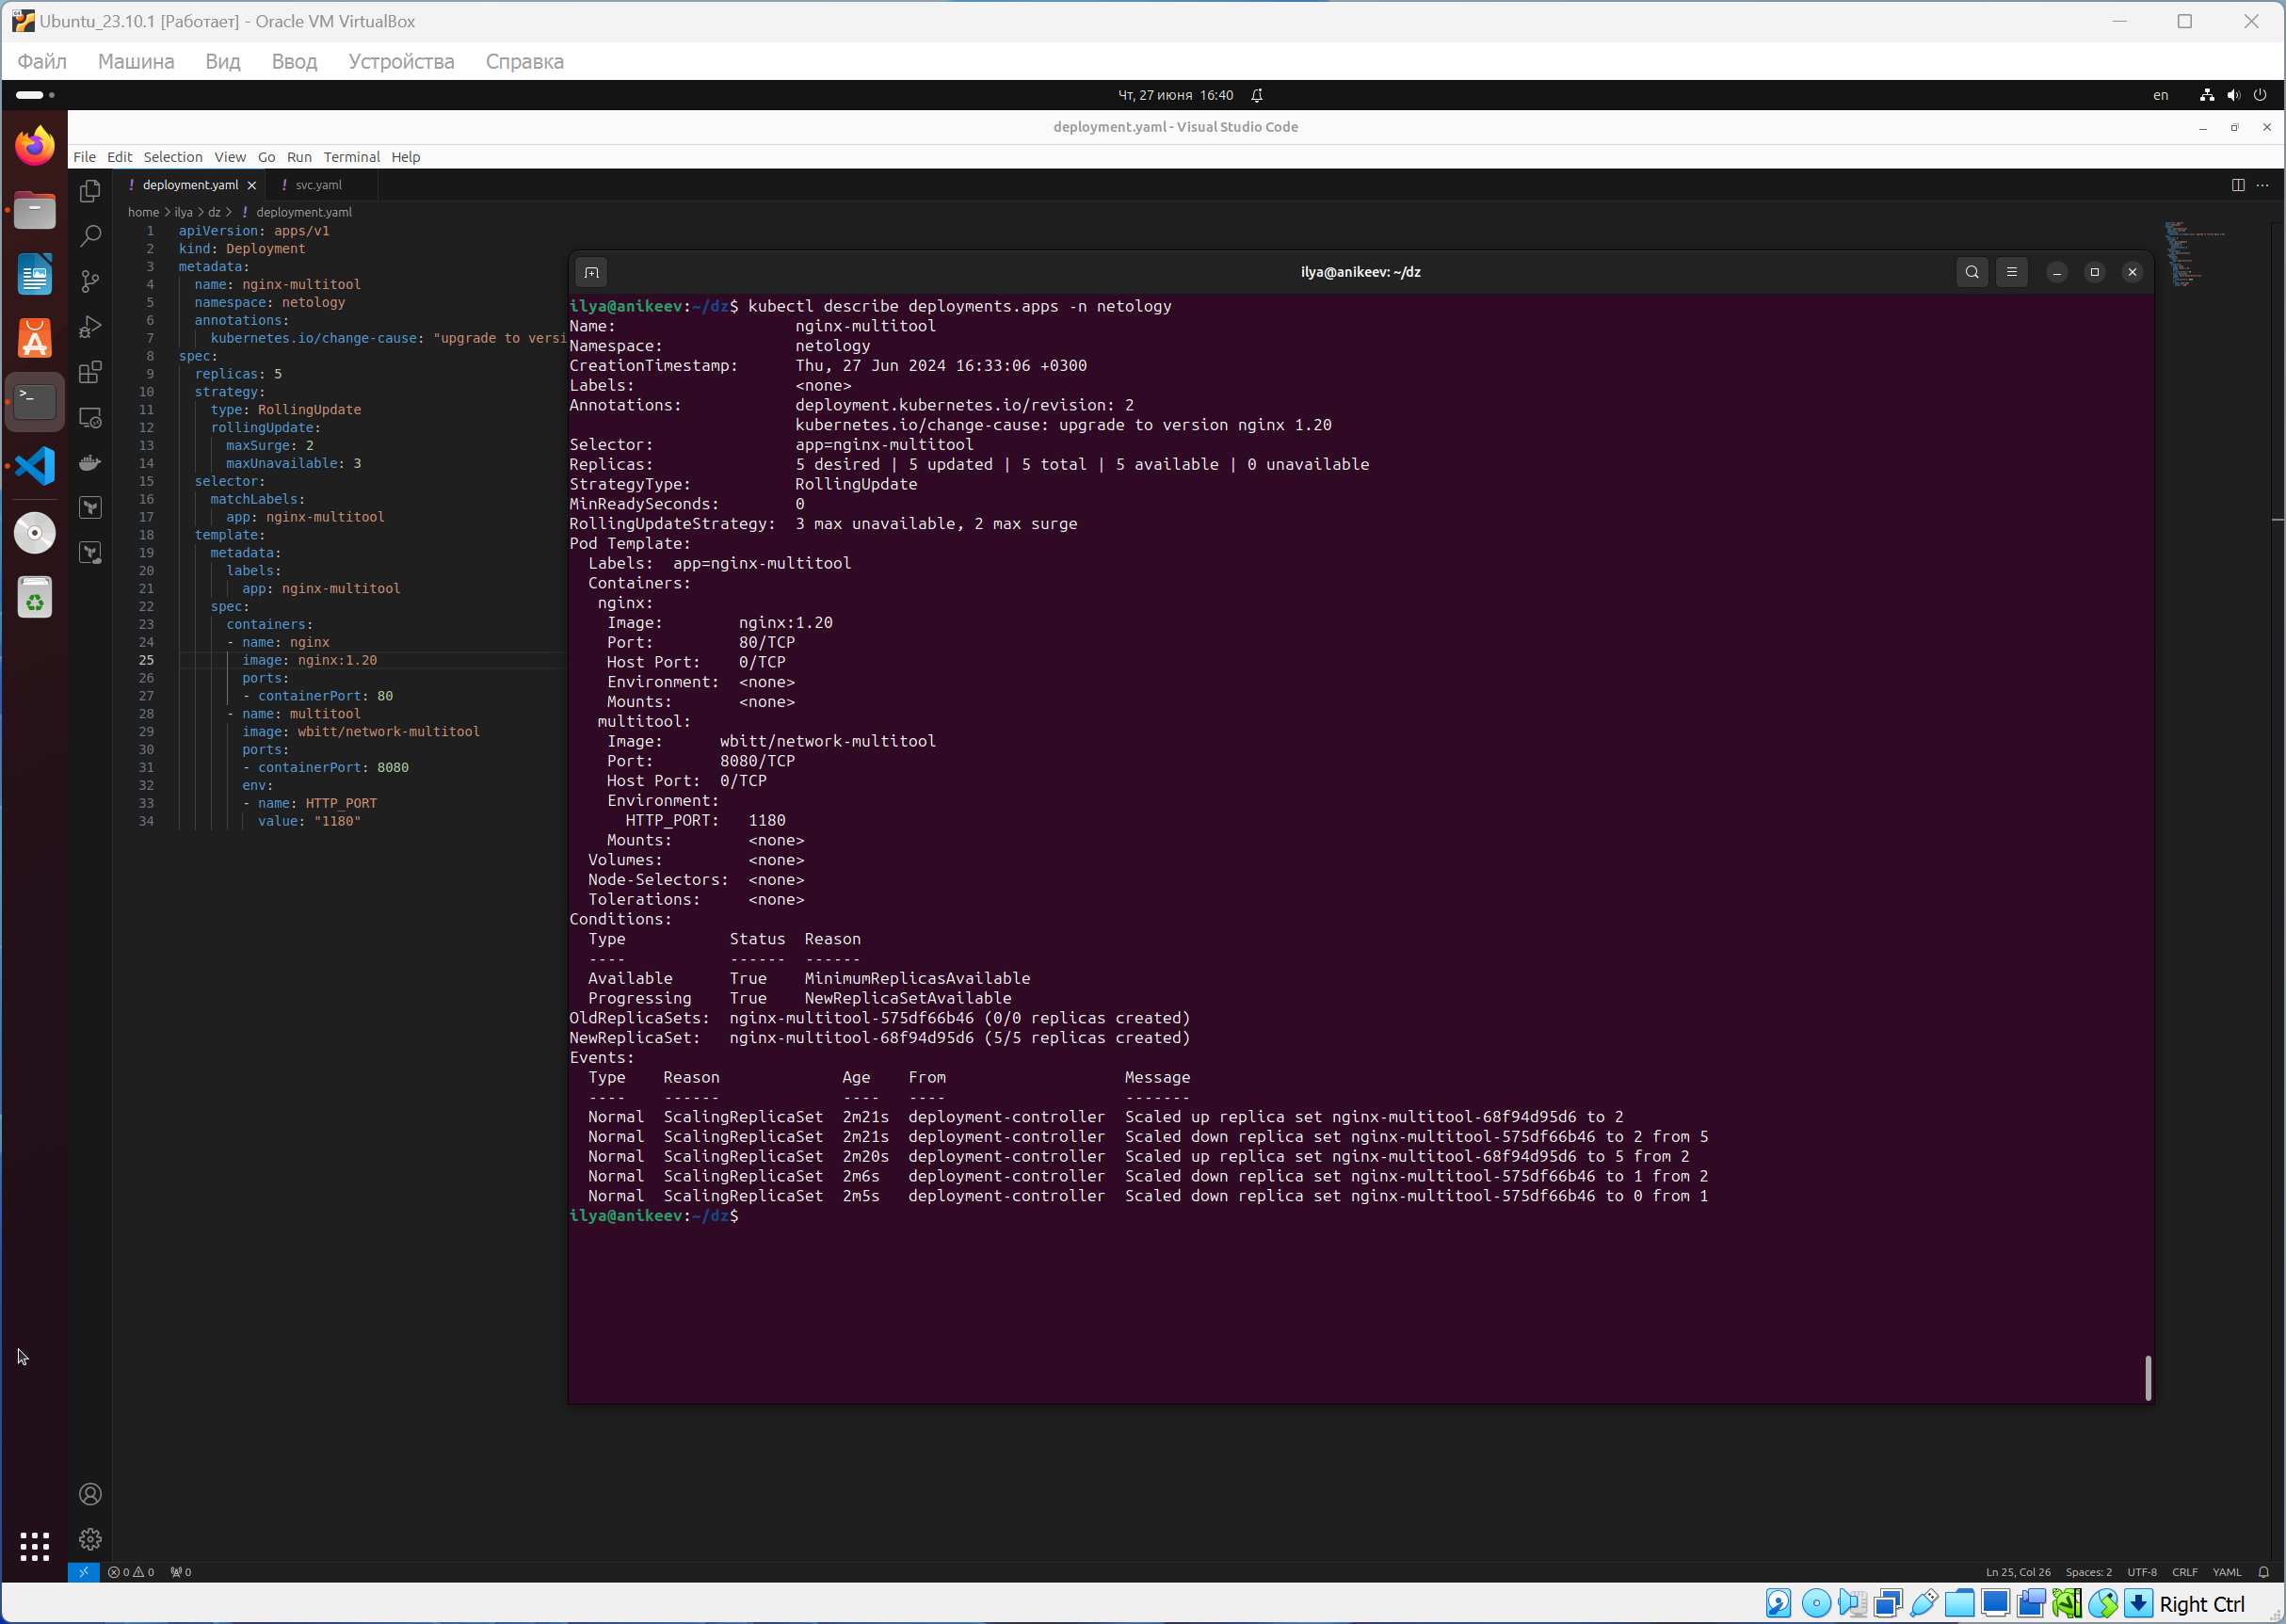 Ubuntu_23.10.1 [Работает] - Oracle VM VirtualBox
Файл Машина Вид Ввод Устройства Справка
Чт, 27 июня 16:40
en
deployment.yaml - Visual Studio Code
File Edit Selection View Go Run Terminal Help
! deployment.yaml ! svc.yaml
home > ilya > dz > ! deployment.yaml
1 apiVersion: apps/v1
2 kind: Deployment
3 metadata:
4 name: nginx-multitool
5 namespace: netology
6 annotations:
7 kubernetes.io/change-cause: "upgrade to versi
8 spec:
9 replicas: 5
10 strategy:
11 type: RollingUpdate
12 rollingUpdate:
13 maxSurge: 2
14 maxUnavailable: 3
15 selector:
16 matchLabels:
17 app: nginx-multitool
18 template:
19 metadata:
20 labels:
21 app: nginx-multitool
22 spec:
23 containers:
24 - name: nginx
25 image: nginx:1.20
26 ports:
27 - containerPort: 80
28 - name: multitool
29 image: wbitt/network-multitool
30 ports:
31 - containerPort: 8080
32 env:
33 - name: HTTP_PORT
34 value: "1180"
ilya@anikeev: ~/dz
ilya@anikeev:~/dz$ kubectl describe deployments.apps -n netology
Name: nginx-multitool
Namespace: netology
CreationTimestamp: Thu, 27 Jun 2024 16:33:06 +0300
Labels: <none>
Annotations: deployment.kubernetes.io/revision: 2
kubernetes.io/change-cause: upgrade to version nginx 1.20
Selector: app=nginx-multitool
Replicas: 5 desired | 5 updated | 5 total | 5 available | 0 unavailable
StrategyType: RollingUpdate
MinReadySeconds: 0
RollingUpdateStrategy: 3 max unavailable, 2 max surge
Pod Template:
Labels: app=nginx-multitool
Containers:
nginx:
Image: nginx:1.20
Port: 80/TCP
Host Port: 0/TCP
Environment: <none>
Mounts: <none>
multitool:
Image: wbitt/network-multitool
Port: 8080/TCP
Host Port: 0/TCP
Environment:
HTTP_PORT: 1180
Mounts: <none>
Volumes: <none>
Node-Selectors: <none>
Tolerations: <none>
Conditions:
Type Status Reason
---- ------ ------
Available True MinimumReplicasAvailable
Progressing True NewReplicaSetAvailable
OldReplicaSets: nginx-multitool-575df66b46 (0/0 replicas created)
NewReplicaSet: nginx-multitool-68f94d95d6 (5/5 replicas created)
Events:
Type Reason Age From Message
---- ------ ---- ---- -------
Normal ScalingReplicaSet 2m21s deployment-controller Scaled up replica set nginx-multitool-68f94d95d6 to 2
Normal ScalingReplicaSet 2m21s deployment-controller Scaled down replica set nginx-multitool-575df66b46 to 2 from 5
Normal ScalingReplicaSet 2m20s deployment-controller Scaled up replica set nginx-multitool-68f94d95d6 to 5 from 2
Normal ScalingReplicaSet 2m6s deployment-controller Scaled down replica set nginx-multitool-575df66b46 to 1 from 2
Normal ScalingReplicaSet 2m5s deployment-controller Scaled down replica set nginx-multitool-575df66b46 to 0 from 1
ilya@anikeev:~/dz$
0 0 0 Ln 25, Col 26 Spaces: 2 UTF-8 CRLF YAML
Right Ctrl